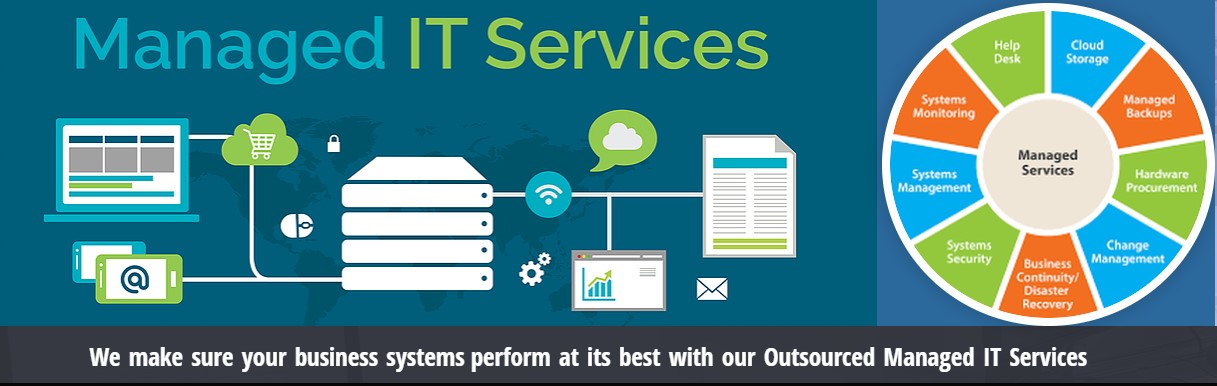 Managed IT Services
Help
Desk
Cloud
Storage
Managed
Backups
Hardware
Procurement
Change
Management
Business
Continuity/
Disaster
Recovery
Systems
Security
Systems
Management
Systems
Monitoring
Managed
Services
@
We make sure your business systems perform at its best with our Outsourced Managed IT Services